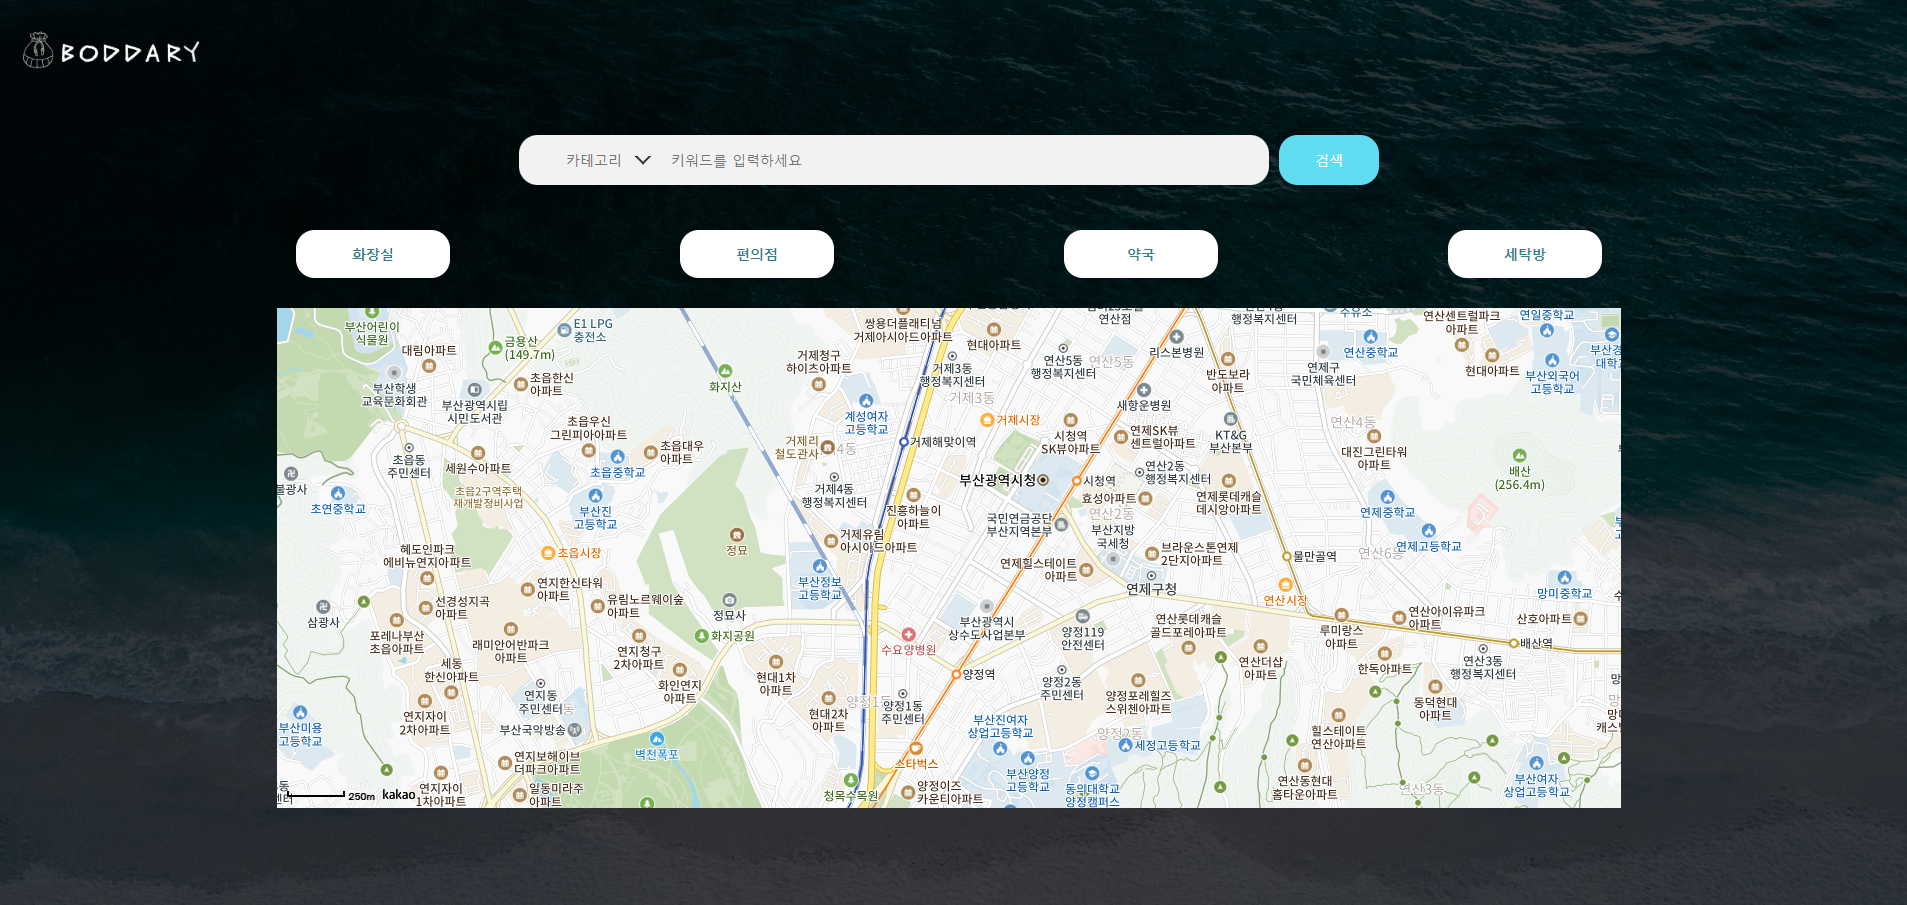 BODDARY
카테고리
키워드를 입력하세요
검색
화장실
편의점
약국
세탁방
부산어린이
식물원
E1 LPG
충전소
금용산
(149.7m)
대림아파트
쌍용더플래티넘
거제아시아드아파트
현대아파트
연산점
행정복지센터
수유소
연산센트럴파크
아파트
연일중학교
거제청구
하이츠아파트
거제3동
행정복지센터
연산5동
행정복지센터
연산5동
리스본병원
반도보라
아파트
연제구
국민체육센터
연산중학교
현대아파트
부산외국어
고등학교
부산학생
교육문화회관
부산광역시립
시민도서관
초읍한신
아파트
화지산
계성여자
고등학교
거제3동
거제시장
새항운병원
KT&G
부산본부
연산4동
초읍우신
그린피아아파트
초읍대우
아파트
거제리
철도관사
4동
거제해맞이역
시청역
SK뷰아파트
연제SK뷰
센트럴아파트
대진그린타워
아파트
초읍동
주민센터
세원수아파트
초읍중학교
불광사
초연중학교
초읍2구역주택
재개발정비사업
부산진
고등학교
거제4동
행정복지센터
진흥하늘이
아파트
부산광역시청
시청역
연산2동
행정복지센터
효성아파트
연산2동
연제롯데캐슬
데시앙아파트
배산
(256.4m)
연제중학교
국민연금공단
부산지역본부
부산지방
국세청
연제고등학교
혜도인파크
에비뉴연지아파트
초읍시장
정묘
거제유림
아시아드아파트
부산정보
고등학교
연제힐스테이트
아파트
브라운스톤연제
2단지아파트
물만골역
연산6동
연제구청
연산시장
망미중학교
연지한신타워
아파트
유림노르웨이숲
아파트
정묘사
선경성지곡
아파트
삼광사
포레나부산
초읍아파트
래미안어반파크
아파트
연지청구
2차아파트
화지공원
수요양병원
부산광역시
상수도사업본부
양정119
안전센터
연산롯데캐슬
골드포레아파트
루미랑스
아파트
연산아이유파크
아파트
산호아파트
배산역
세동
한신아파트
화인연지
아파트
현대1차
아파트
양정역
양정2동
주민센터
연산더샵
아파트
한독아파트
연산3동
행정복지센터
연지동
주민센터
연지자이
2차아파트
부산국악방송
현대2차
아파트
양정1동
주민센터
양정포레힐즈
스위첸아파트
양정2동
동덕현대
아파트
부산미용
고등학교
부산진여자
상업고등학교
세정고등학교
힐스테이트
연산아파트
연지보해이브
더파크아파트
벽천폭포
스타벅스
부산양정
고등학교
동의대학교
양정캠퍼스
연산동현대
홈타운아파트
연산3동
부산여자
상업고등학교
연지자이
1차아파트
일동미라주
아파트
청목수목원
양정이즈
카운티아파트
250m
kakao